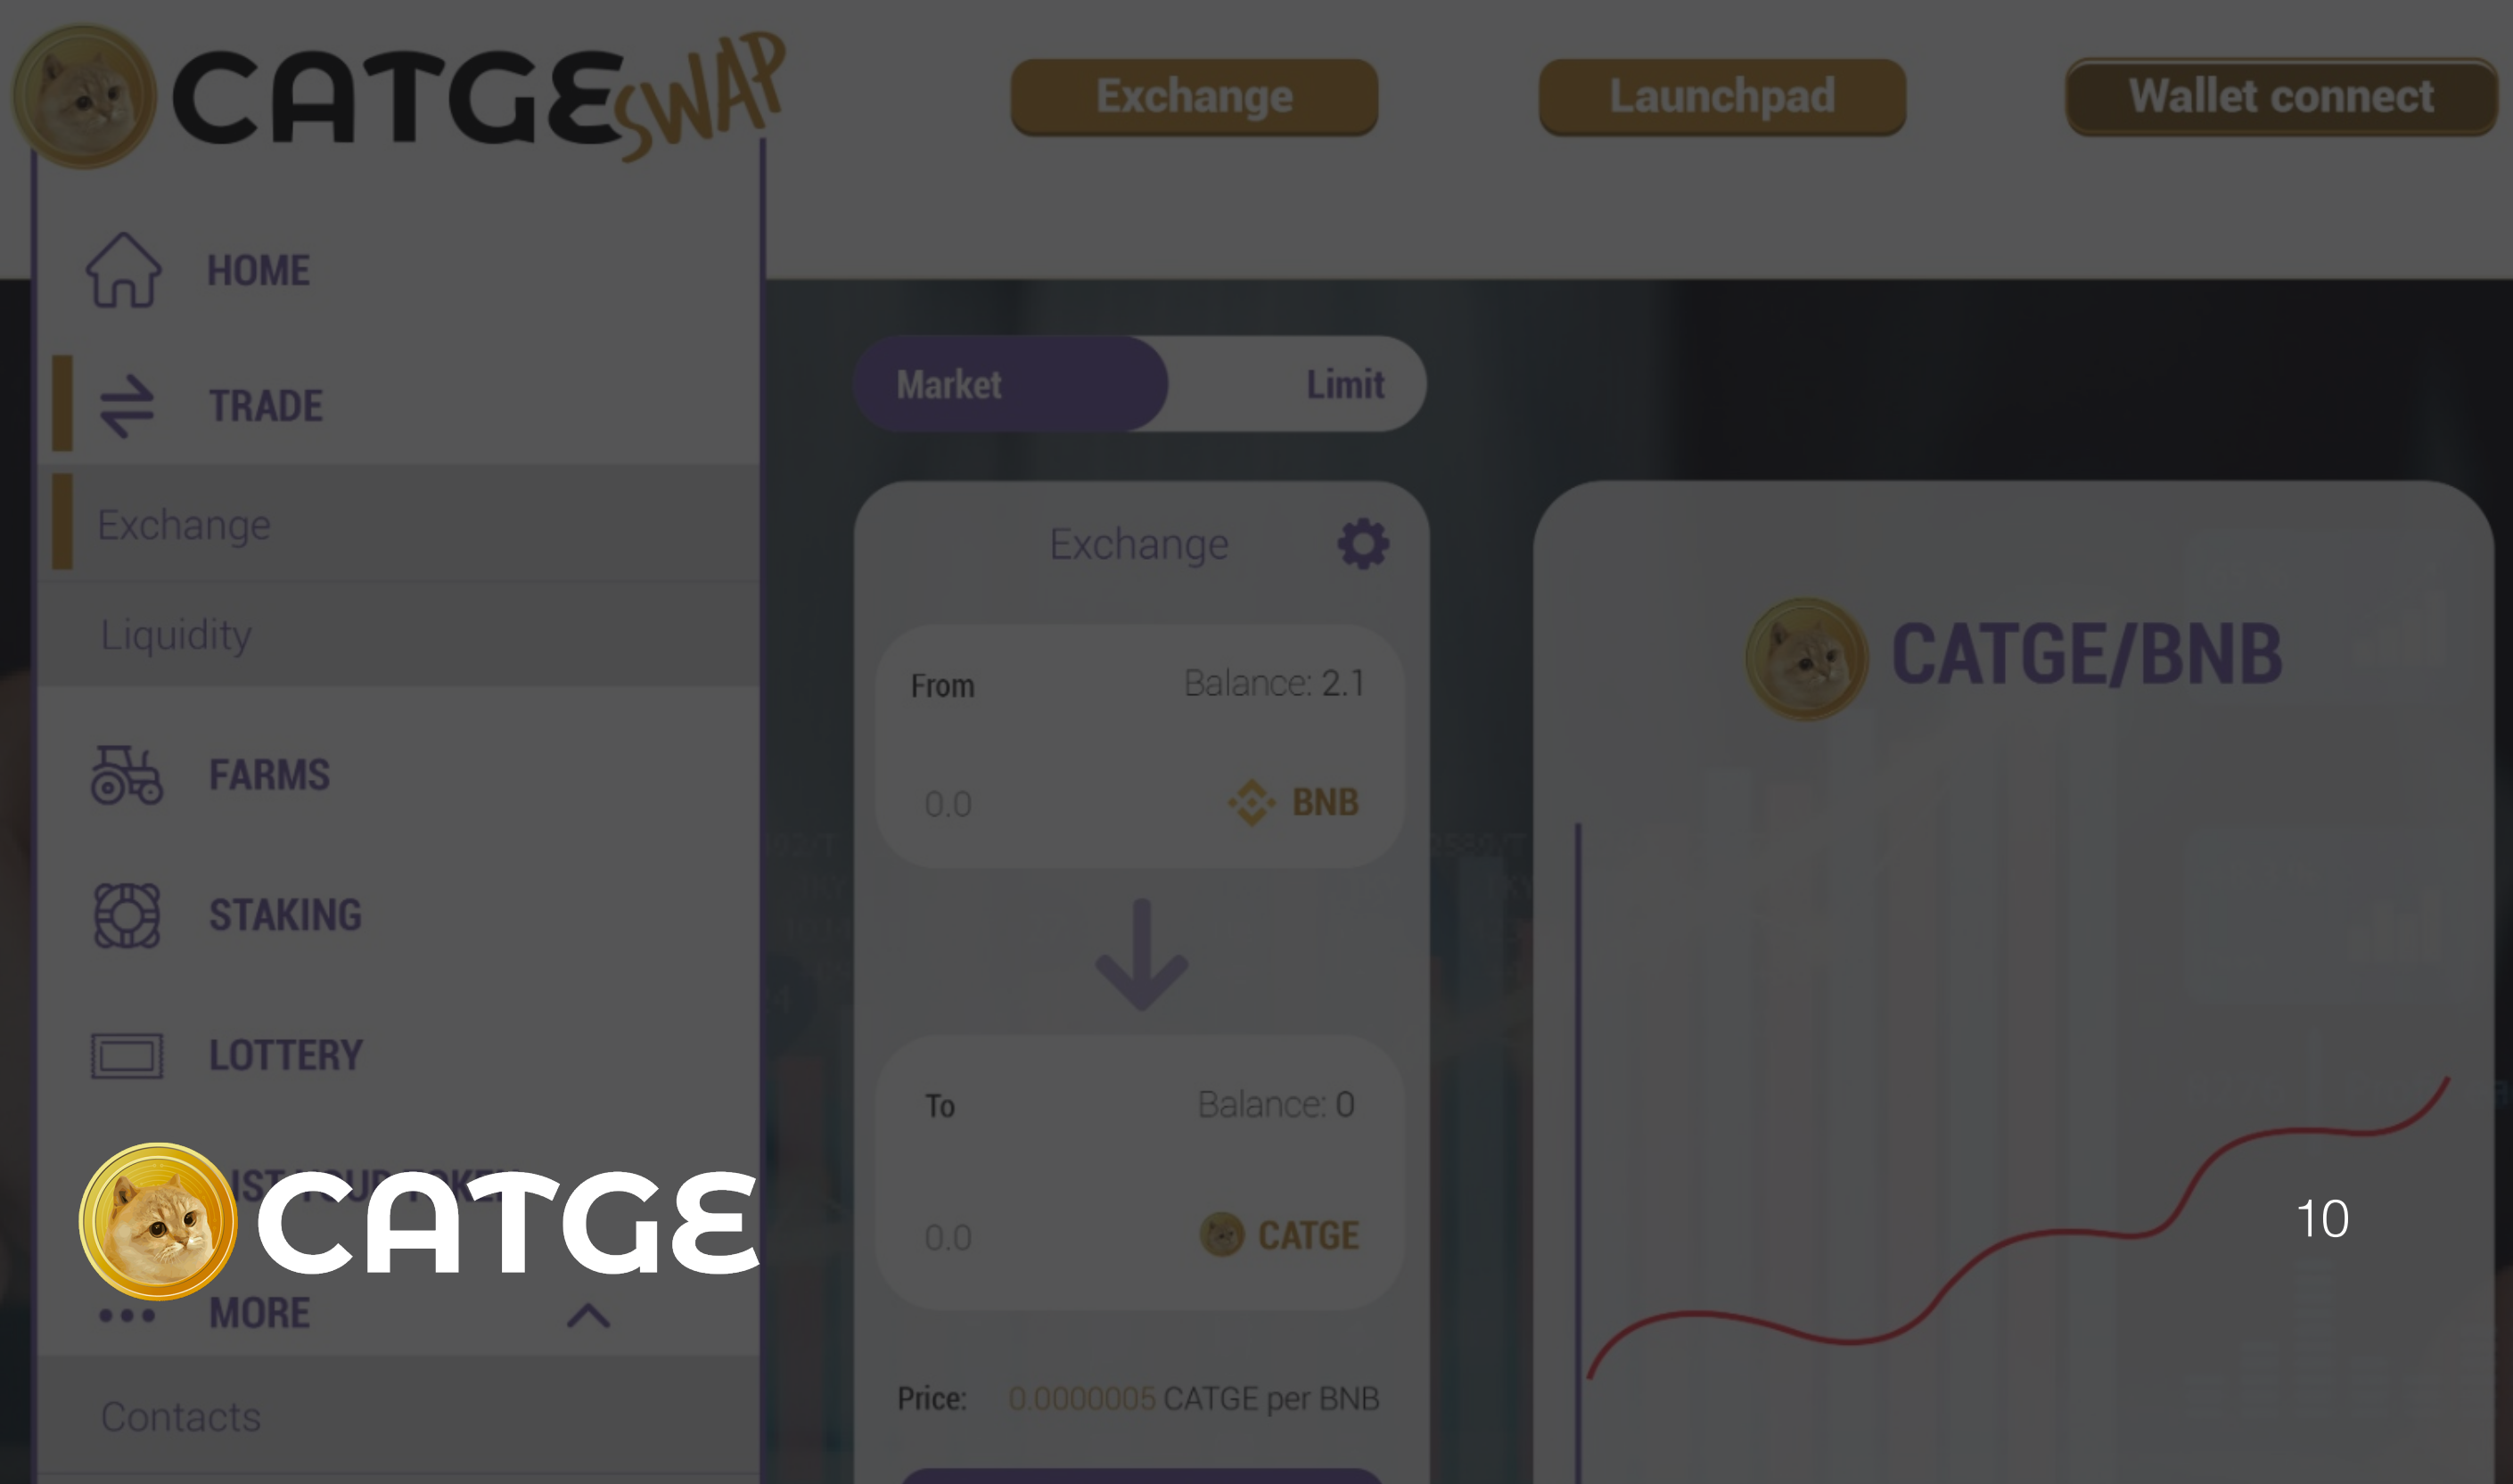 CATGE SWAP
Exchange
Launchpad
Wallet connect
HOME
TRADE
Exchange
Liquidity
FARMS
STAKING
LOTTERY
CATGE
MORE
Contacts
Market
Limit
Exchange
From
Balance: 2.1
0.0
BNB
To
Balance: 0
0.0
CATGE
Price: 0.0000005 CATGE per BNB
CATGE/BNB
10